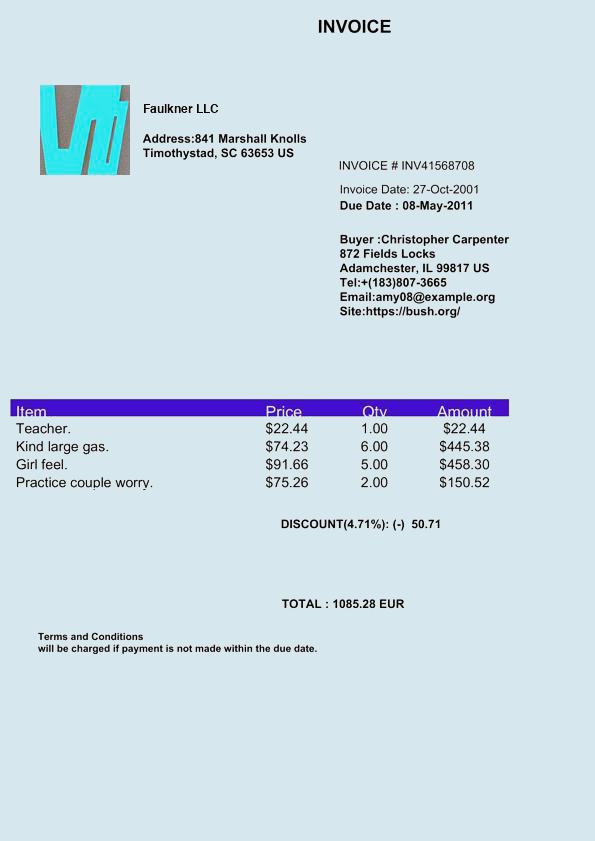 INVOICE
Faulkner LLC
Address:841 Marshall Knolls
Timothystad, SC 63653 US
INVOICE # INV41568708
Invoice Date: 27-Oct-2001
Due Date : 08-May-2011
Buyer :Christopher Carpenter
872 Fields Locks
Adamchester, IL 99817 US
Tel:+(183)807-3665
Email:amy08@example.org
Site:https://bush.org/
Item Price Qty Amount
Teacher. $22.44 1.00 $22.44
Kind large gas. $74.23 6.00 $445.38
Girl feel. $91.66 5.00 $458.30
Practice couple worry. $75.26 2.00 $150.52
DISCOUNT(4.71%): (-) 50.71
TOTAL : 1085.28 EUR
Terms and Conditions
will be charged if payment is not made within the due date.